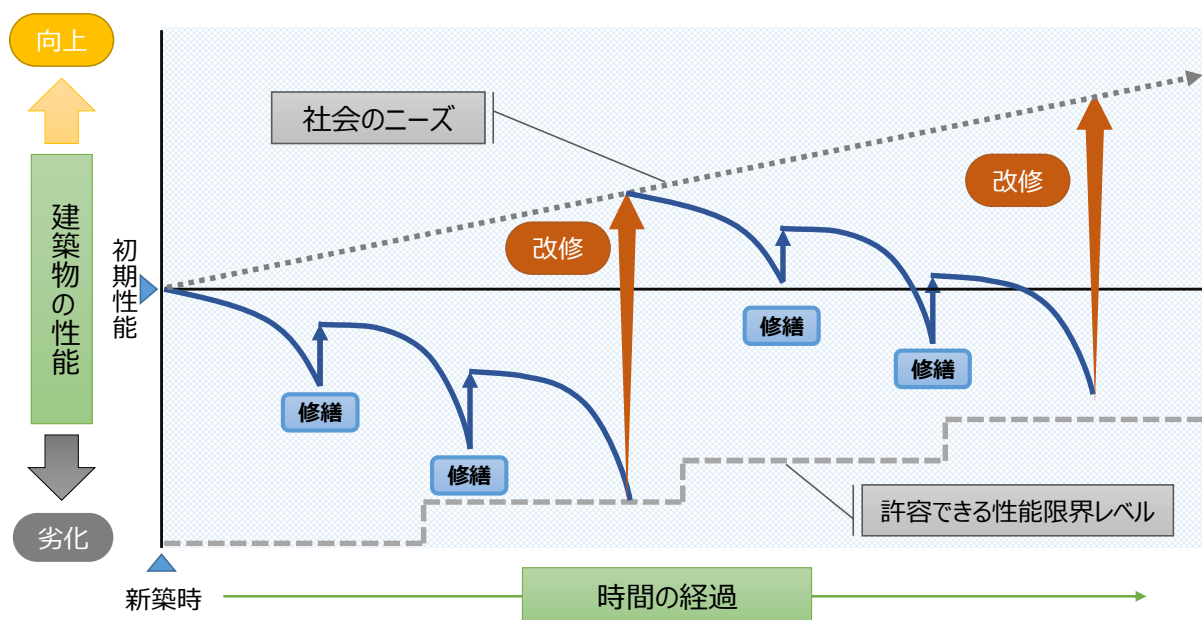 向上
社会のニーズ
改修
改修
建築物の性能
初期性能
修繕
修繕
修繕
修繕
許容できる性能限界レベル
劣化
新築時
時間の経過